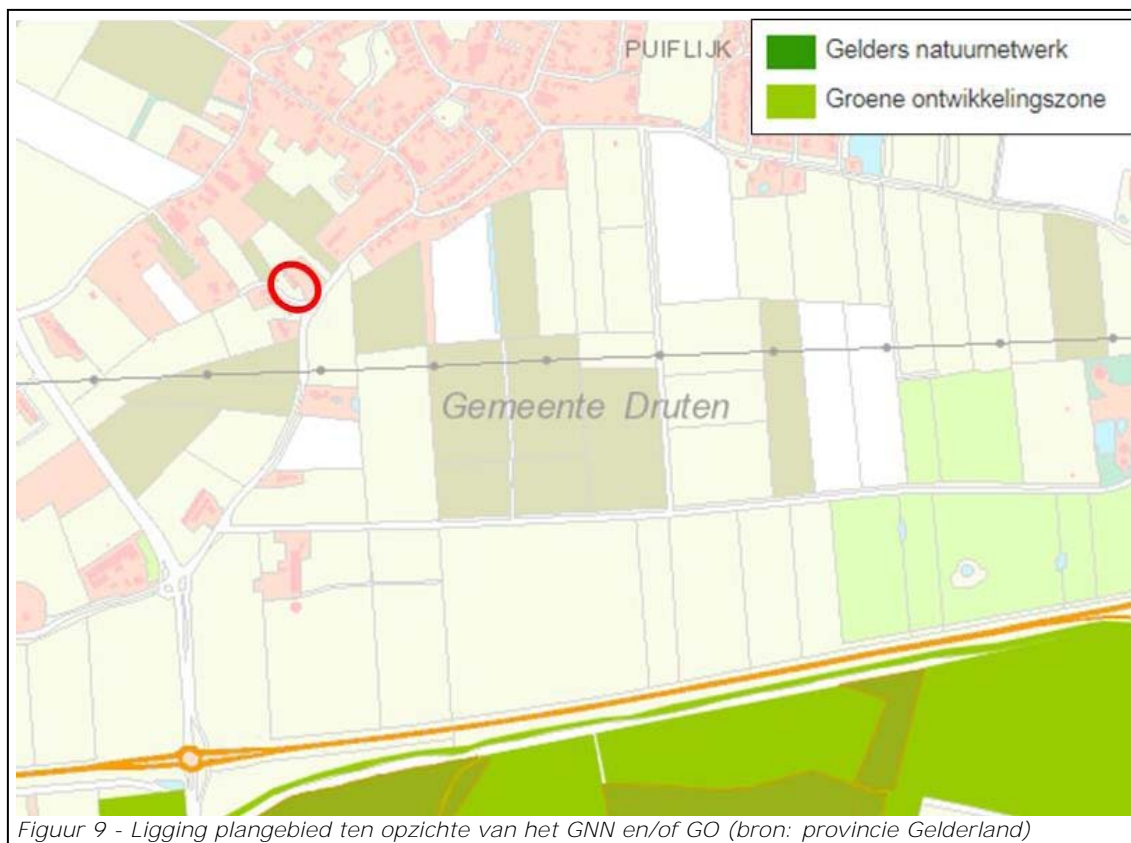 PUIFLIJK
Gelders natuurnetwerk
Groene ontwikkelingszone
Gemeente Druten
Figuur 9 - Ligging plangebied ten opzichte van het GNN en/of GO (bron: provincie Gelderland)